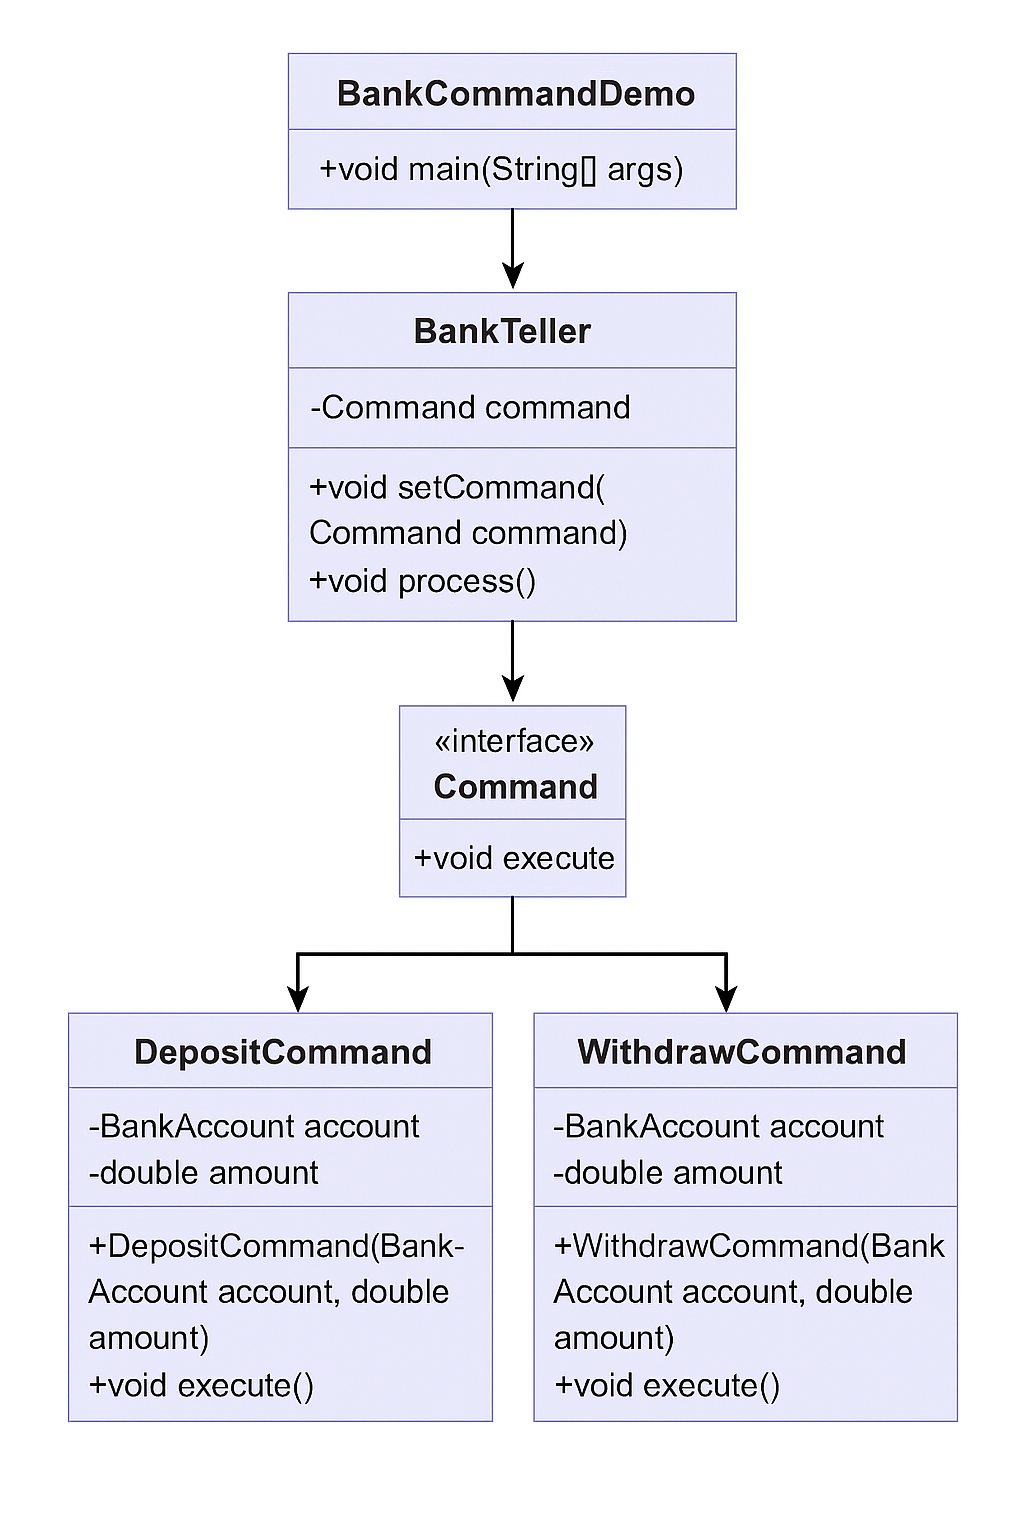 BankCommandDemo
+void main(String[] args)
BankTeller
-Command command
+void setCommand(
Command command)
+void process()
«interface»
Command
+void execute
DepositCommand
-BankAccount account
-double amount
+DepositCommand(Bank-
Account account, double
amount)
+void execute()
WithdrawCommand
-BankAccount account
-double amount
+WithdrawCommand(Bank
Account account, double
amount)
+void execute()